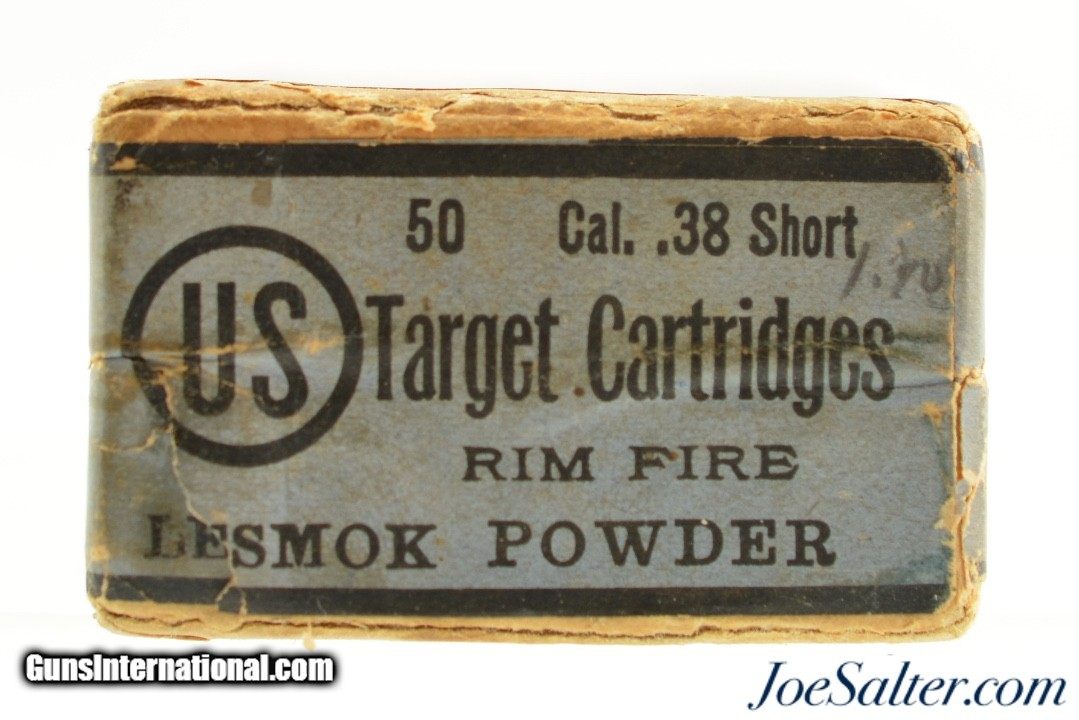 50 Cal. .38 Short
US Target Cartridges
RIM FIRE
LESMOK POWDER
GunsInternational.com
JoeSalter.com